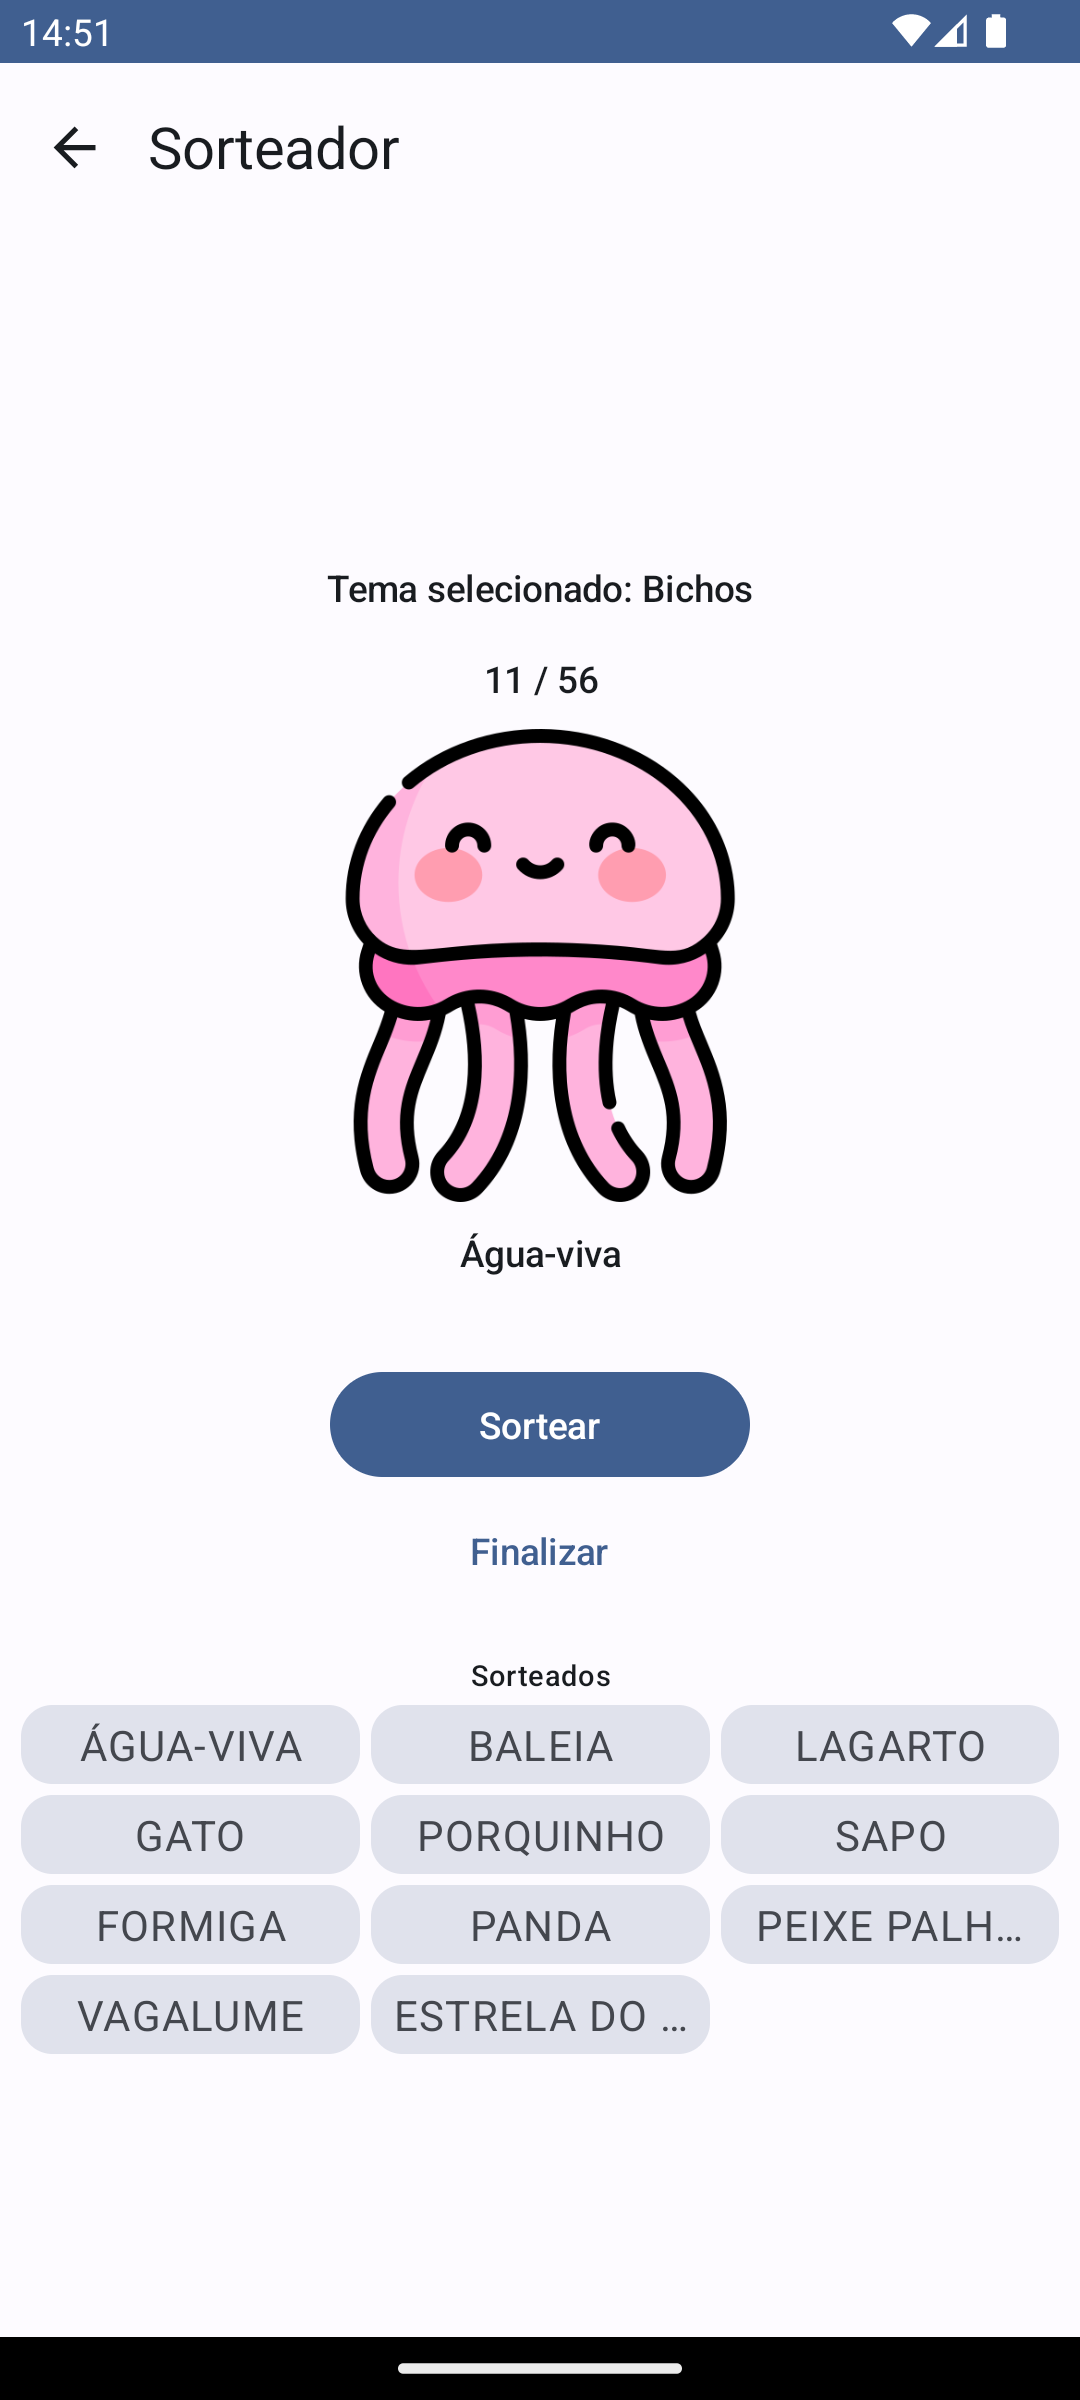 14:51
Sorteador
Tema selecionado: Bichos
11 / 56
Água-viva
Sortear
Finalizar
Sorteados
ÁGUA-VIVA BALEIA LAGARTO
GATO PORQUINHO SAPO
FORMIGA PANDA PEIXE PALH...
VAGALUME ESTRELA DO ...